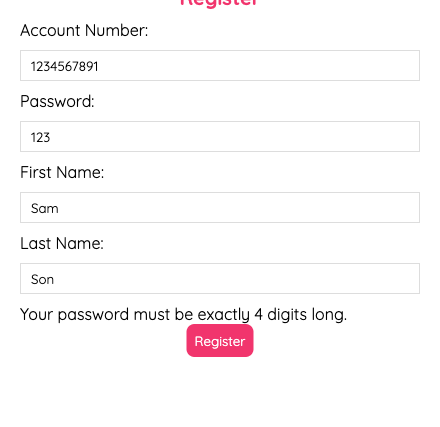 Register
Account Number:
1234567891
Password:
123
First Name:
Sam
Last Name:
Son
Your password must be exactly 4 digits long.
Register